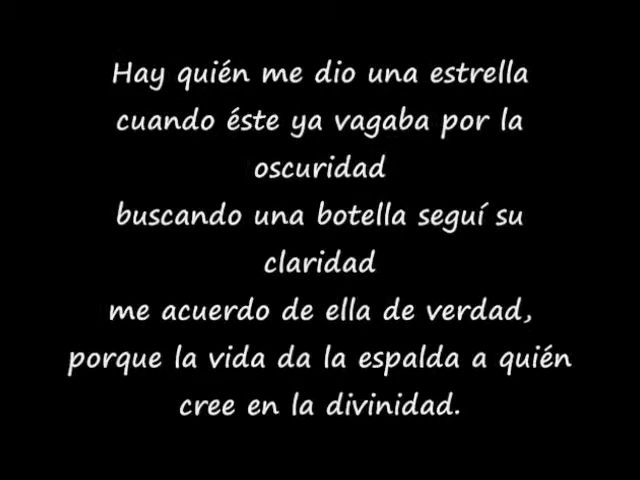 Hay quién me dio una estrella
cuando éste ya vagaba por la
oscuridad
buscando una botella seguí su
claridad
me acuerdo de ella de verdad,
porque la vida da la espalda a quién
cree en la divinidad.